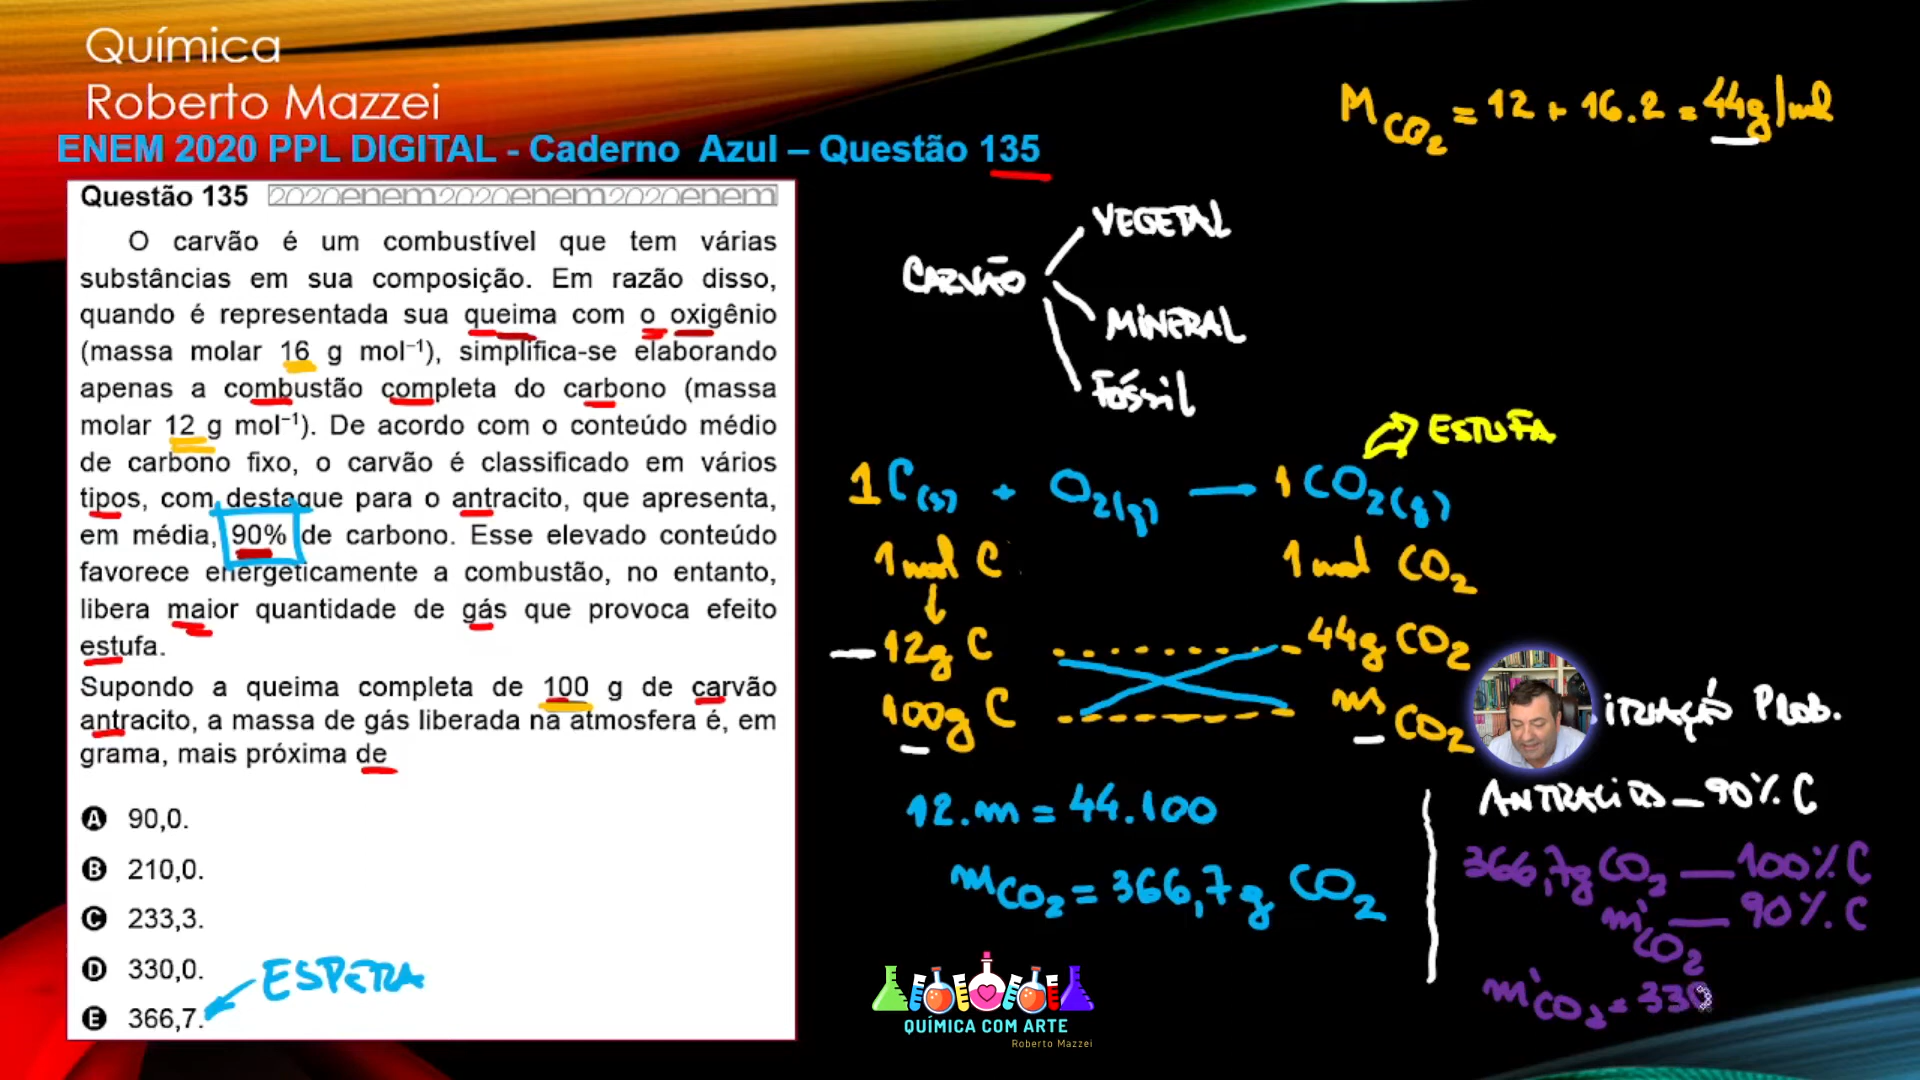 Química
Roberto Mazzei
ENEM 2020 PPL DIGITAL - Caderno Azul – Questão 135
Questão 135 2020enem2020enem2020enem
O carvão é um combustível que tem várias
substâncias em sua composição. Em razão disso,
quando é representada sua queima com o oxigênio
(massa molar 16 g mol⁻¹), simplifica-se elaborando
apenas a combustão completa do carbono (massa
molar 12 g mol⁻¹). De acordo com o conteúdo médio
de carbono fixo, o carvão é classificado em vários
tipos, com destaque para o antracito, que apresenta,
em média, 90% de carbono. Esse elevado conteúdo
favorece energeticamente a combustão, no entanto,
libera maior quantidade de gás que provoca efeito
estufa.
Supondo a queima completa de 100 g de carvão
antracito, a massa de gás liberada na atmosfera é, em
grama, mais próxima de
A 90,0.
B 210,0.
C 233,3.
D 330,0.
E 366,7.
ESPERA
M CO₂ = 12 + 16.2 = 44g/mol
CARVÃO
VEGETAL
MINERAL
FÓSSIL
ESTUFA
1C(s) + O₂(g) — 1CO₂(g)
1 mol C 1 mol CO₂
12g C 44g CO₂
100g C m CO₂
12.m = 44.100
mCO₂ = 366,7g CO₂
ITUAÇÃO PROB.
ANTRACITO — 90% C
366,7g CO₂ — 100% C
m'CO₂ — 90% C
m'CO₂ = 330
QUÍMICA COM ARTE
Roberto Mazzei